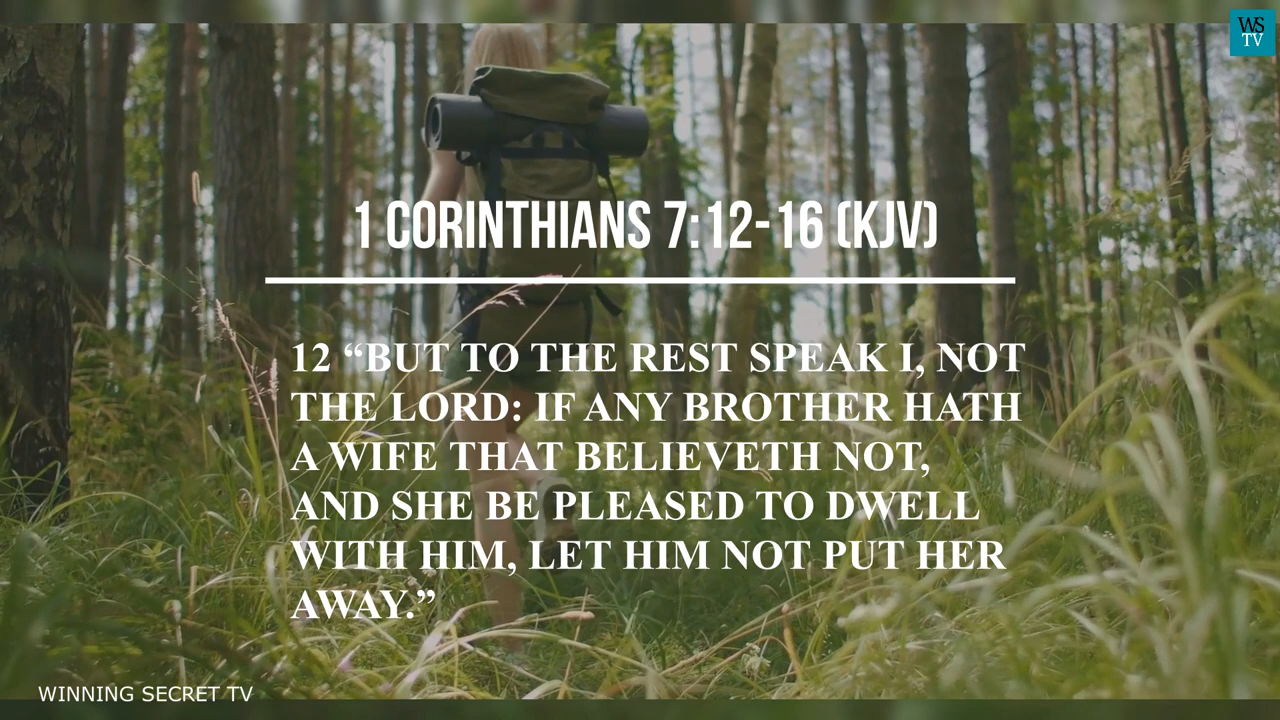 WS
TV
1 CORINTHIANS 7:12-16 (KJV)
12 “BUT TO THE REST SPEAK I, NOT
THE LORD: IF ANY BROTHER HATH
A WIFE THAT BELIEVETH NOT,
AND SHE BE PLEASED TO DWELL
WITH HIM, LET HIM NOT PUT HER
AWAY.”
WINNING SECRET TV